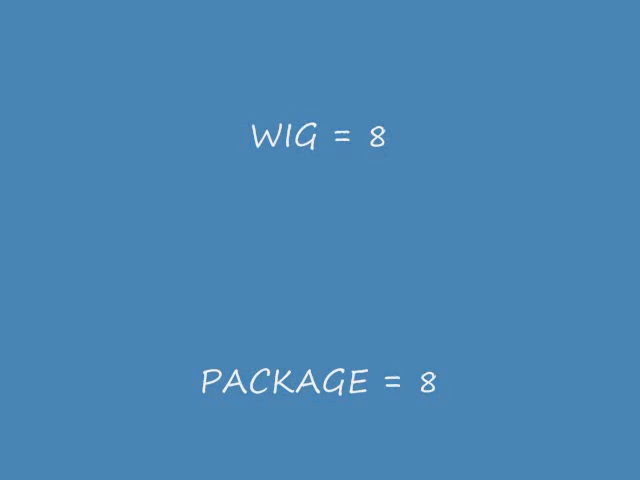 WIG = 8
PACKAGE = 8